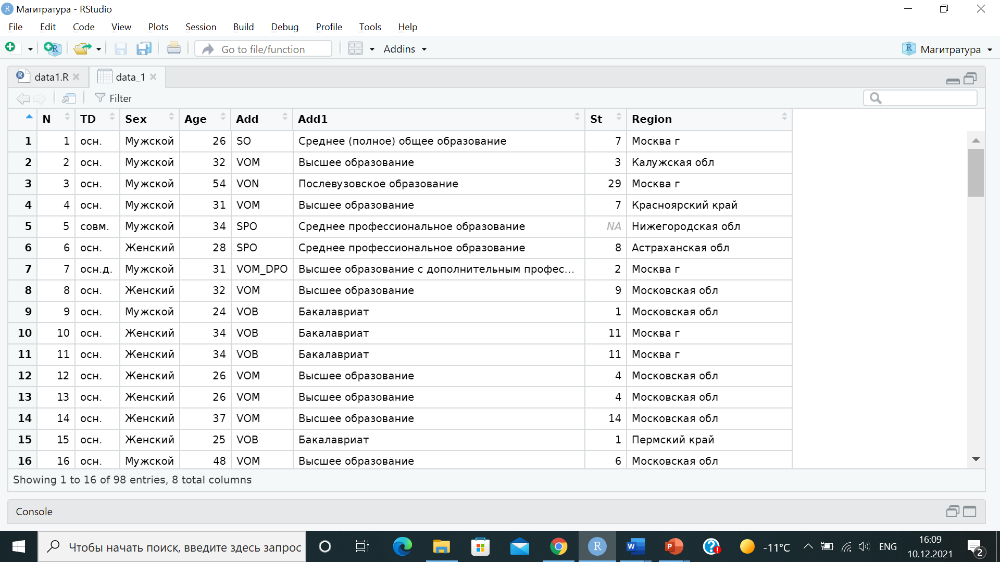 Магитратура - RStudio
File Edit Code View Plots Session Build Debug Profile Tools Help
Go to file/function Addins Магитратура
data1.R data_1
Filter
N TD Sex Age Add Add1 St Region
1 1 осн. Мужской 26 SO Среднее (полное) общее образование 7 Москва г
2 2 осн. Мужской 32 VOM Высшее образование 3 Калужская обл
3 3 осн. Мужской 54 VON Послевузовское образование 29 Москва г
4 4 осн. Мужской 31 VOM Высшее образование 7 Красноярский край
5 5 совм. Мужской 34 SPO Среднее профессиональное образование NA Нижегородская обл
6 6 осн. Женский 28 SPO Среднее профессиональное образование 8 Астраханская обл
7 7 осн.д. Мужской 31 VOM_DPO Высшее образование с дополнительным профес... 2 Москва г
8 8 осн. Женский 32 VOM Высшее образование 9 Московская обл
9 9 осн. Мужской 24 VOB Бакалавриат 1 Московская обл
10 10 осн. Женский 34 VOB Бакалавриат 11 Москва г
11 11 осн. Женский 34 VOB Бакалавриат 11 Москва г
12 12 осн. Женский 26 VOM Высшее образование 4 Московская обл
13 13 осн. Женский 26 VOM Высшее образование 4 Московская обл
14 14 осн. Женский 37 VOM Высшее образование 14 Московская обл
15 15 осн. Женский 25 VOB Бакалавриат 1 Пермский край
16 16 осн. Мужской 48 VOM Высшее образование 6 Московская обл
Showing 1 to 16 of 98 entries, 8 total columns
Console
Чтобы начать поиск, введите здесь запрос -11°C ENG 16:09
10.12.2021 2